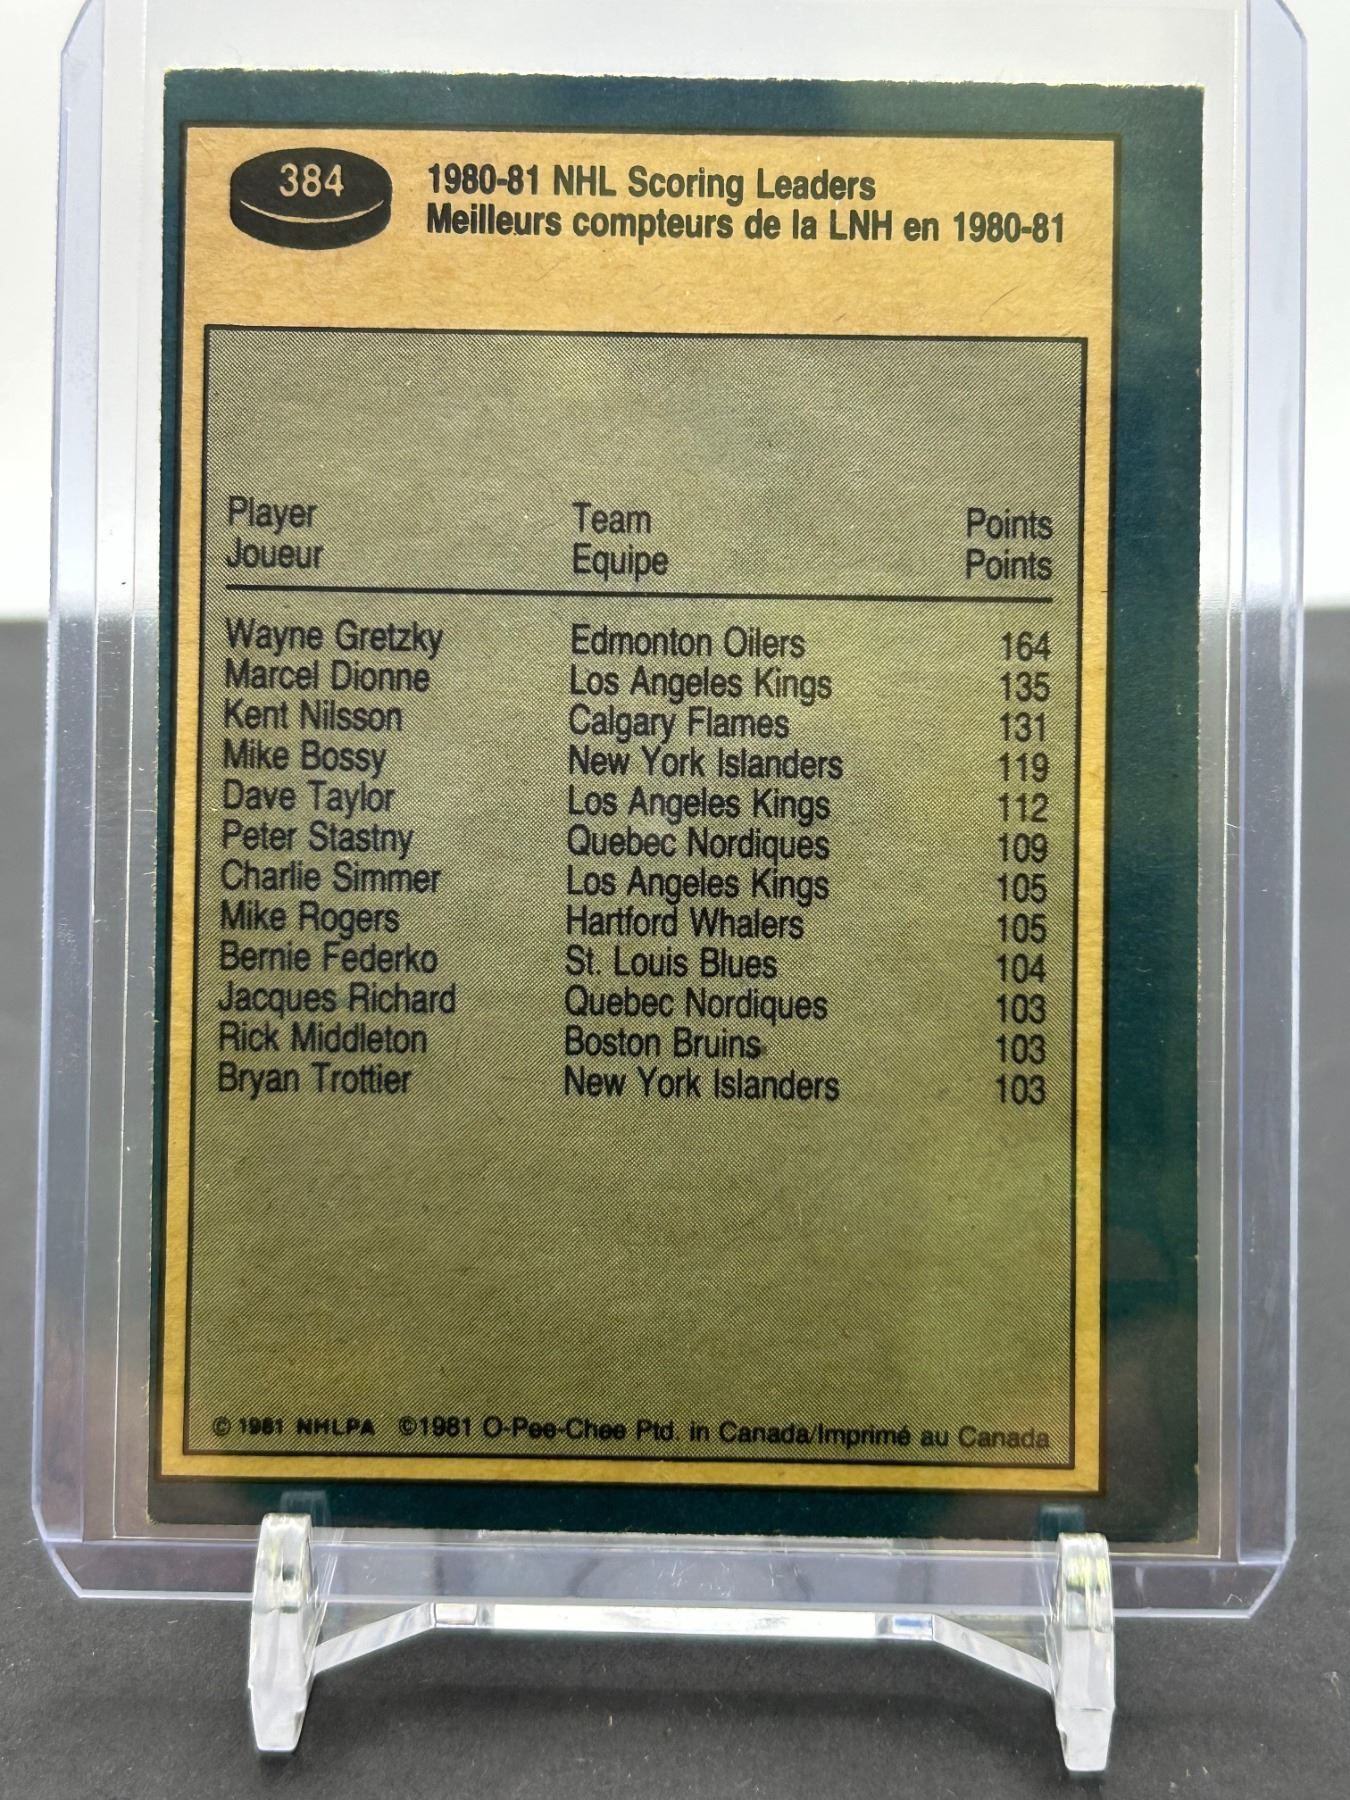 384
1980-81 NHL Scoring Leaders
Meilleurs compteurs de la LNH en 1980-81
Player Team Points
Joueur Equipe Points
Wayne Gretzky Edmonton Oilers 164
Marcel Dionne Los Angeles Kings 135
Kent Nilsson Calgary Flames 131
Mike Bossy New York Islanders 119
Dave Taylor Los Angeles Kings 112
Peter Stastny Quebec Nordiques 109
Charlie Simmer Los Angeles Kings 105
Mike Rogers Hartford Whalers 105
Bernie Federko St. Louis Blues 104
Jacques Richard Quebec Nordiques 103
Rick Middleton Boston Bruins 103
Bryan Trottier New York Islanders 103
© 1981 NHLPA ©1981 O-Pee-Chee Ptd. in Canada/Imprimé au Canada